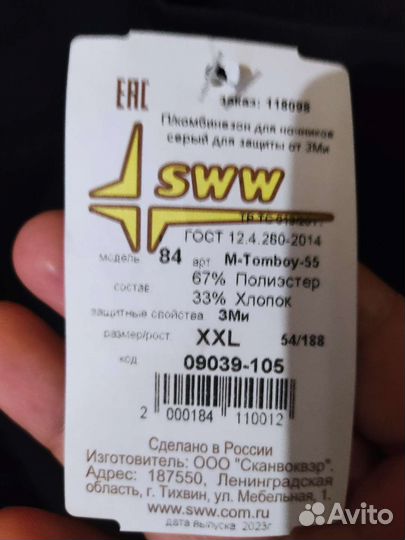 ЕАС
заказ: 118098
П/комбинезон для
серый для защиты от ЗМи
SWW
ГОСТ 12.4.280-2014
модель 84 арт M-Tomboy-55
состав 67% Полиэстер
33% Хлопок
защитные свойства ЗМи
размер/рост XXL 54/188
код 09039-105
2 000184 110012
Сделано в России
Изготовитель: ООО "Сканвоквэр".
Адрес: 187550, Ленинградская
область, г. Тихвин, ул. Мебельная, 1.
www.sww.com.ru
дата выпуска 2023г
Avito